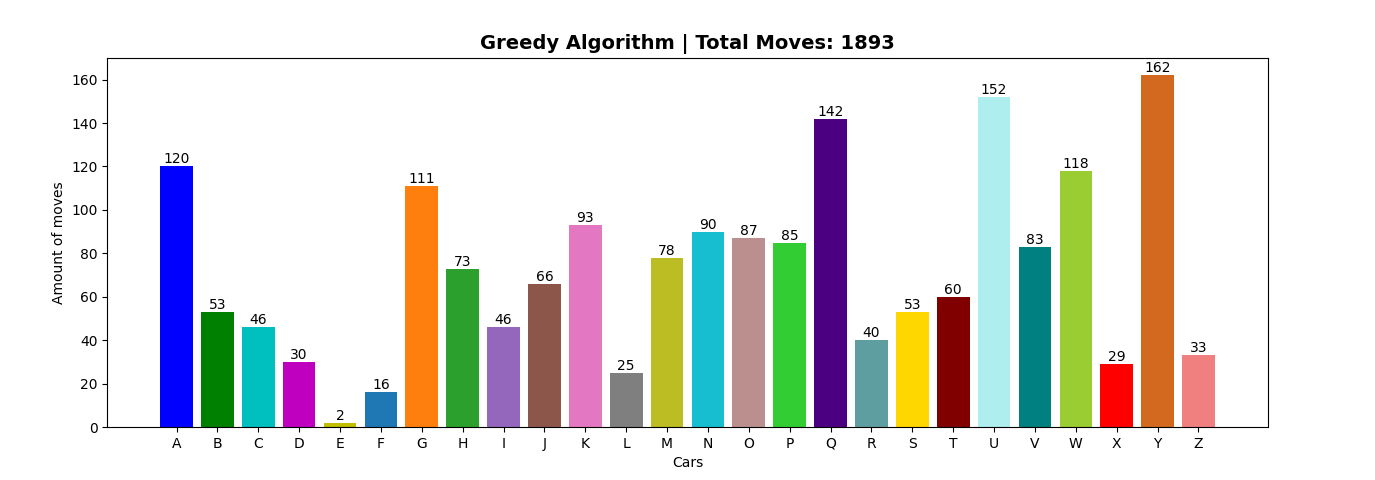 Greedy Algorithm | Total Moves: 1893
Amount of moves
160
140
120
100
80
60
40
20
0
120 53 46 30 2 16 111 73 46 66 93 25 78 90 87 85 142 40 53 60 152 83 118 29 162 33
A B C D E F G H I J K L M N O P Q R S T U V W X Y Z
Cars